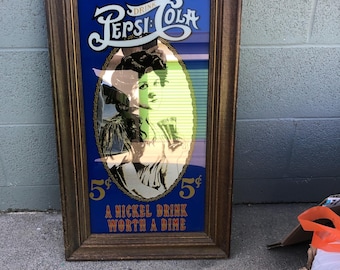 DRINK
PEPSI:COLA
5¢ 5¢
A NICKEL DRINK
WORTH A DIME